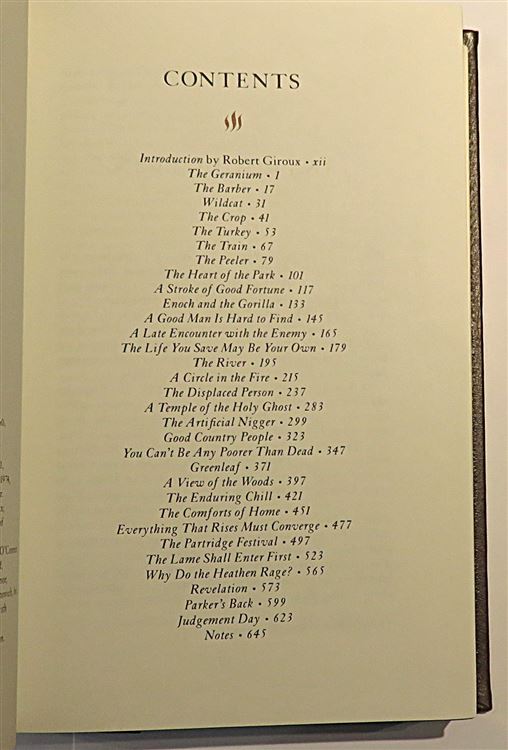 CONTENTS
Introduction by Robert Giroux • xii
The Geranium • 1
The Barber • 17
Wildcat • 31
The Crop • 41
The Turkey • 53
The Train • 67
The Peeler • 79
The Heart of the Park • 101
A Stroke of Good Fortune • 117
Enoch and the Gorilla • 133
A Good Man Is Hard to Find • 145
A Late Encounter with the Enemy • 165
The Life You Save May Be Your Own • 179
The River • 195
A Circle in the Fire • 215
The Displaced Person • 237
A Temple of the Holy Ghost • 283
The Artificial Nigger • 299
Good Country People • 323
You Can't Be Any Poorer Than Dead • 347
Greenleaf • 371
A View of the Woods • 397
The Enduring Chill • 421
The Comforts of Home • 451
Everything That Rises Must Converge • 477
The Partridge Festival • 497
The Lame Shall Enter First • 523
Why Do the Heathen Rage? • 565
Revelation • 573
Parker's Back • 599
Judgement Day • 623
Notes • 645